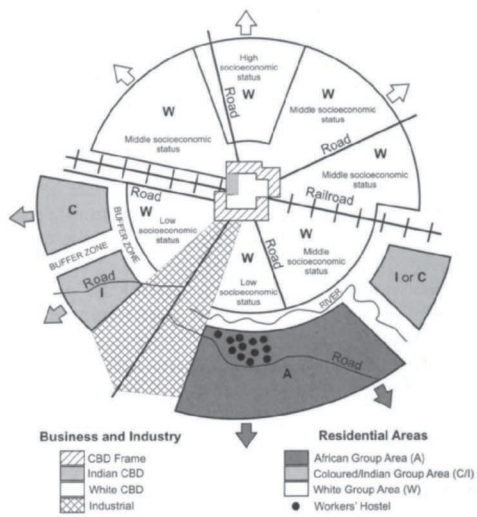 High
socioeconomic
status
W
Road
W
Middle socioeconomic
status
W
Middle socioeconomic
status
Road
W
Middle socioeconomic
status
Railroad
Road
W
Low
socioeconomic
status
C
BUFFER ZONE
BUFFER ZONE
Road
I
W
Middle
socioeconomic
status
Road
W
Low
socioeconomic
status
I or C
RIVER
Road
A
Business and Industry
CBD Frame
Indian CBD
White CBD
Industrial
Residential Areas
African Group Area (A)
Coloured/Indian Group Area (C/I)
White Group Area (W)
Workers' Hostel